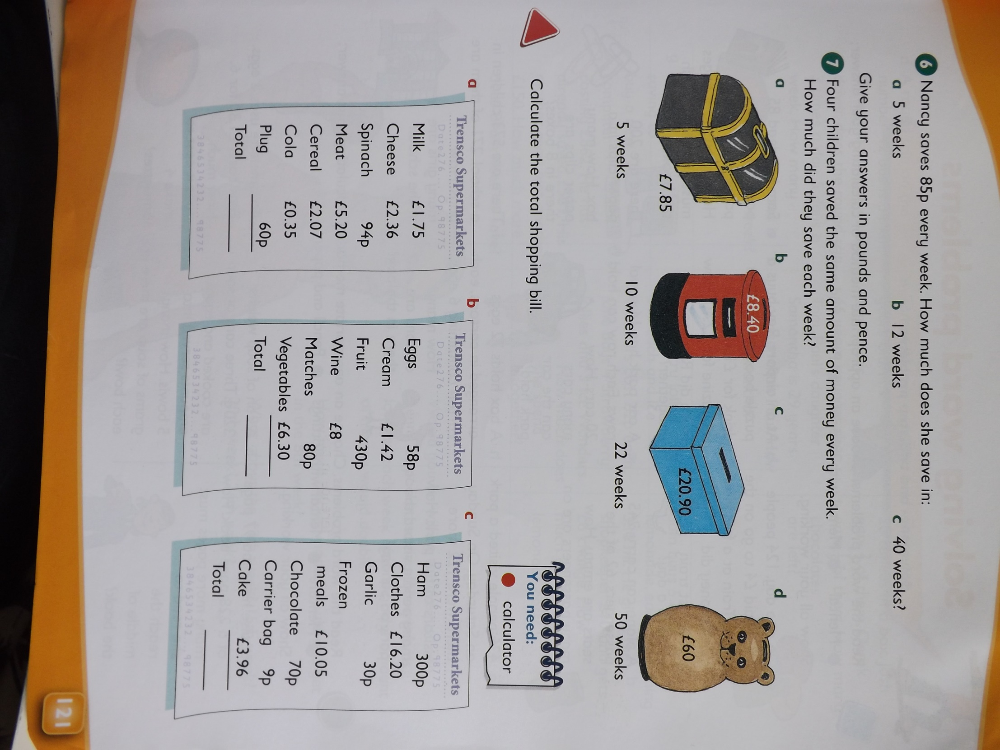 6 Nancy saves 85p every week. How much does she save in:
a 5 weeks b 12 weeks c 40 weeks?
Give your answers in pounds and pence.
7 Four children saved the same amount of money every week.
How much did they save each week?
a b c d
£7.85 £8.40 £20.90 £60
5 weeks 10 weeks 22 weeks 50 weeks
You need:
calculator
Calculate the total shopping bill.
a
Trensco Supermarkets
Date276.... Op.98775
Milk £1.75
Cheese £2.36
Spinach 94p
Meat £5.20
Cereal £2.07
Cola £0.35
Plug 60p
Total
3846534232...98775
b
Trensco Supermarkets
Date276.... Op.98775
Eggs 58p
Cream £1.42
Fruit 430p
Wine £8
Matches 80p
Vegetables £6.30
Total
3846534232...98775
c
Trensco Supermarkets
Date276.... Op.98775
Ham 300p
Clothes £16.20
Garlic 30p
Frozen
meals £10.05
Chocolate 70p
Carrier bag 9p
Cake £3.96
Total
3846534232...98775
121